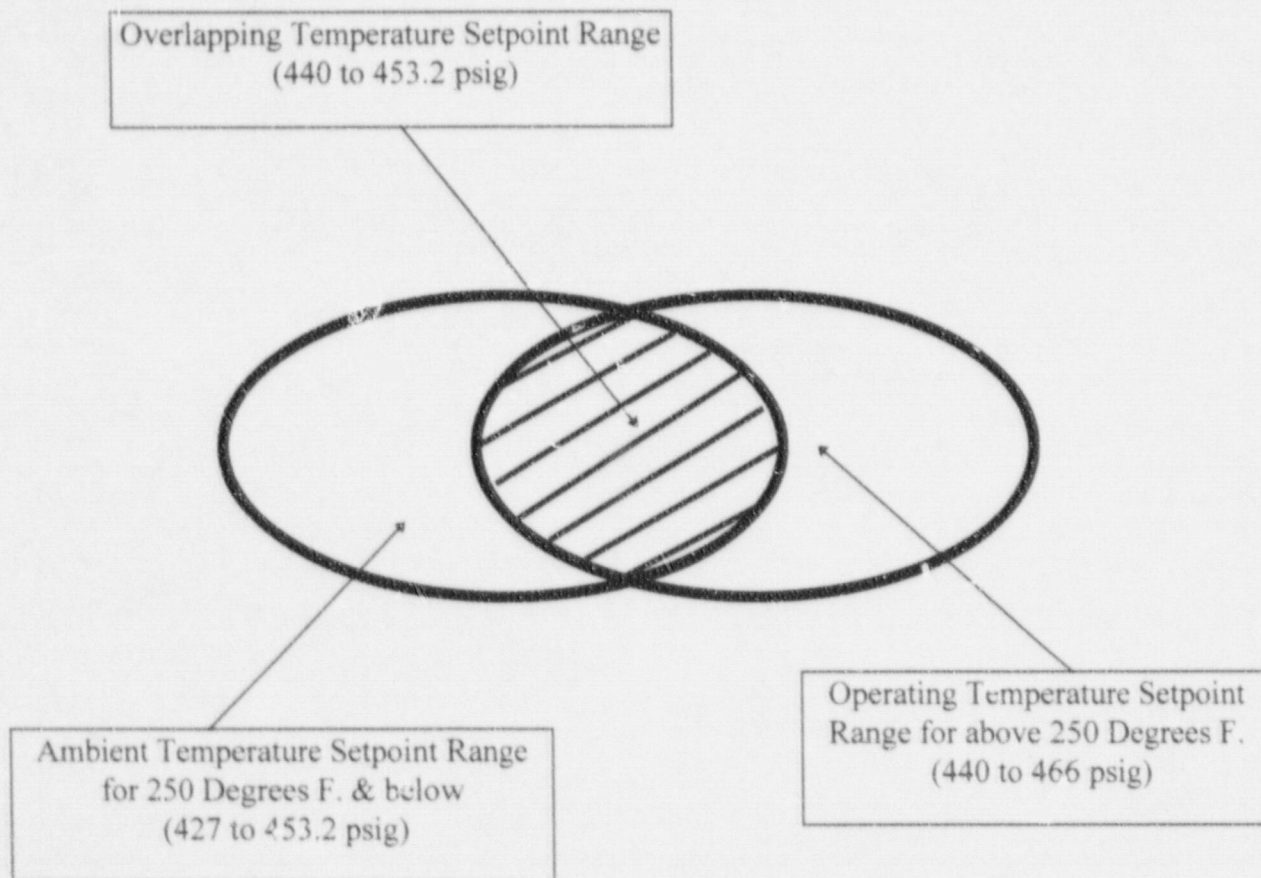 Overlapping Temperature Setpoint Range
(440 to 453.2 psig)
Ambient Temperature Setpoint Range
for 250 Degrees F. & below
(427 to 453.2 psig)
Operating Temperature Setpoint
Range for above 250 Degrees F.
(440 to 466 psig)